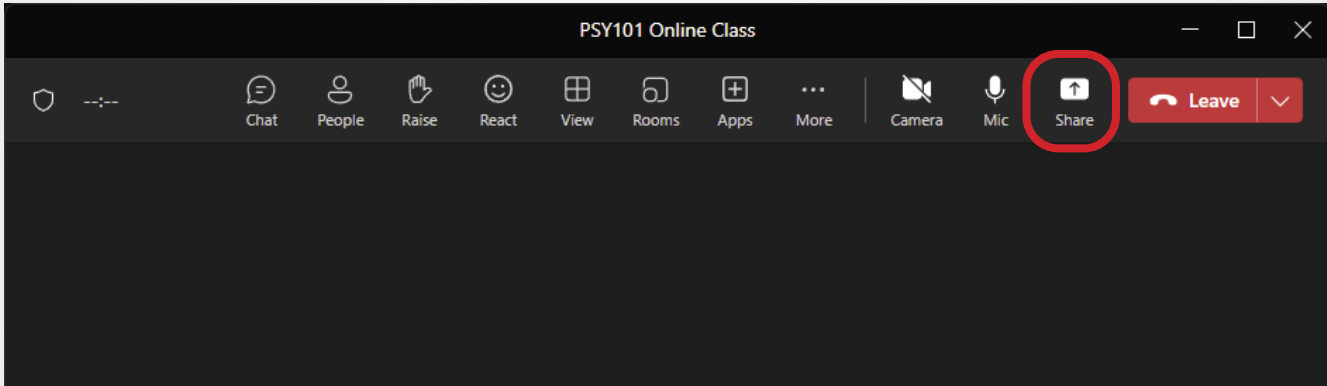 PSY101 Online Class
--:--
Chat
People
Raise
React
View
Rooms
Apps
More
Camera
Mic
Share
Leave